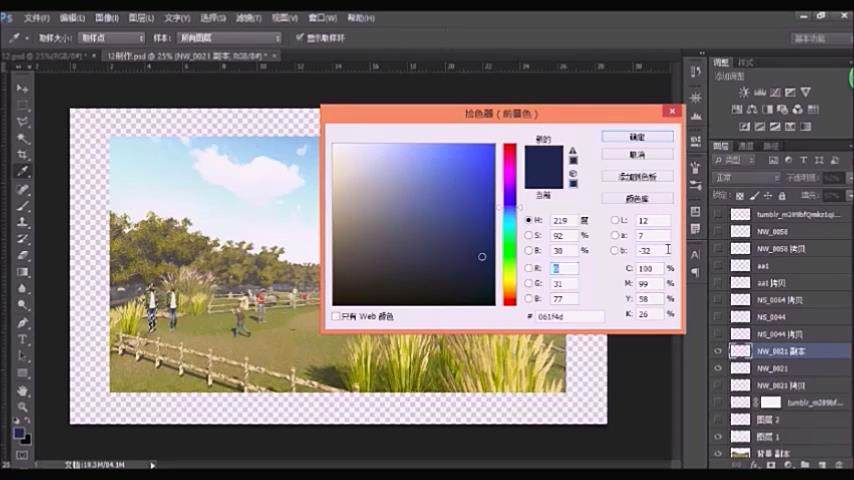 文件(F) 编辑(E) 图像(I) 图层(L) 文字(Y) 选择(S) 滤镜(T) 视图(V) 窗口(W) 帮助(H)
取样大小: 取样点 样本: 所有图层 显示取样环 基本功能
12.psd @ 25%(RGB/8#) * 12制作.psd @ 25% (NW_0021 副本, RGB/8#) *
调整 样式
添加调整
拾色器（前景色）
新的
当前
确定
取消
添加到色板
颜色库
H: 219 度 L: 12
S: 92 % a: 7
B: 30 % b: -32
R: C: 100 %
G: 31 M: 99 %
B: 77 Y: 58 %
K: 26 %
只有 Web 颜色 # 061f4d
图层 通道 路径
类型
正常 不透明度:
锁定: 填充:
NW_0058
NW_0058 拷贝
aa1
aa1 拷贝
NS_0064 拷贝
NS_0044
NS_0044 拷贝
NW_0021 副本
NW_0021
NW_0021 拷贝
tumblr_m289bf...
图层 2
图层 1
背景 副本
文档:18.3M/84.1M